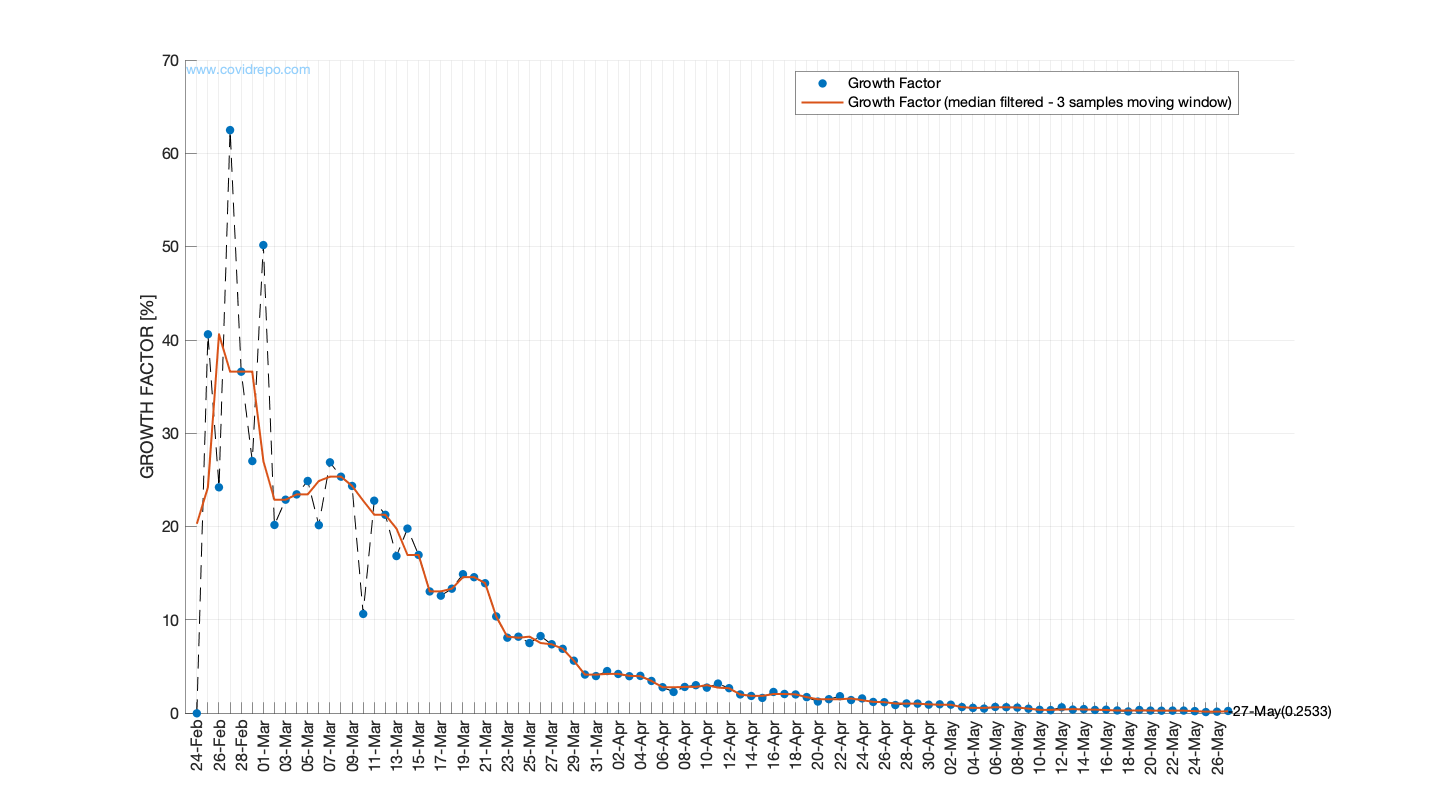 70
www.covidrepo.com
Growth Factor
Growth Factor (median filtered - 3 samples moving window)
60
50
40
30
20
10
0
GROWTH FACTOR [%]
27-May(0.2533)
24-Feb
26-Feb
28-Feb
01-Mar
03-Mar
05-Mar
07-Mar
09-Mar
11-Mar
13-Mar
15-Mar
17-Mar
19-Mar
21-Mar
23-Mar
25-Mar
27-Mar
29-Mar
31-Mar
02-Apr
04-Apr
06-Apr
08-Apr
10-Apr
12-Apr
14-Apr
16-Apr
18-Apr
20-Apr
22-Apr
24-Apr
26-Apr
28-Apr
30-Apr
02-May
04-May
06-May
08-May
10-May
12-May
14-May
16-May
18-May
20-May
22-May
24-May
26-May